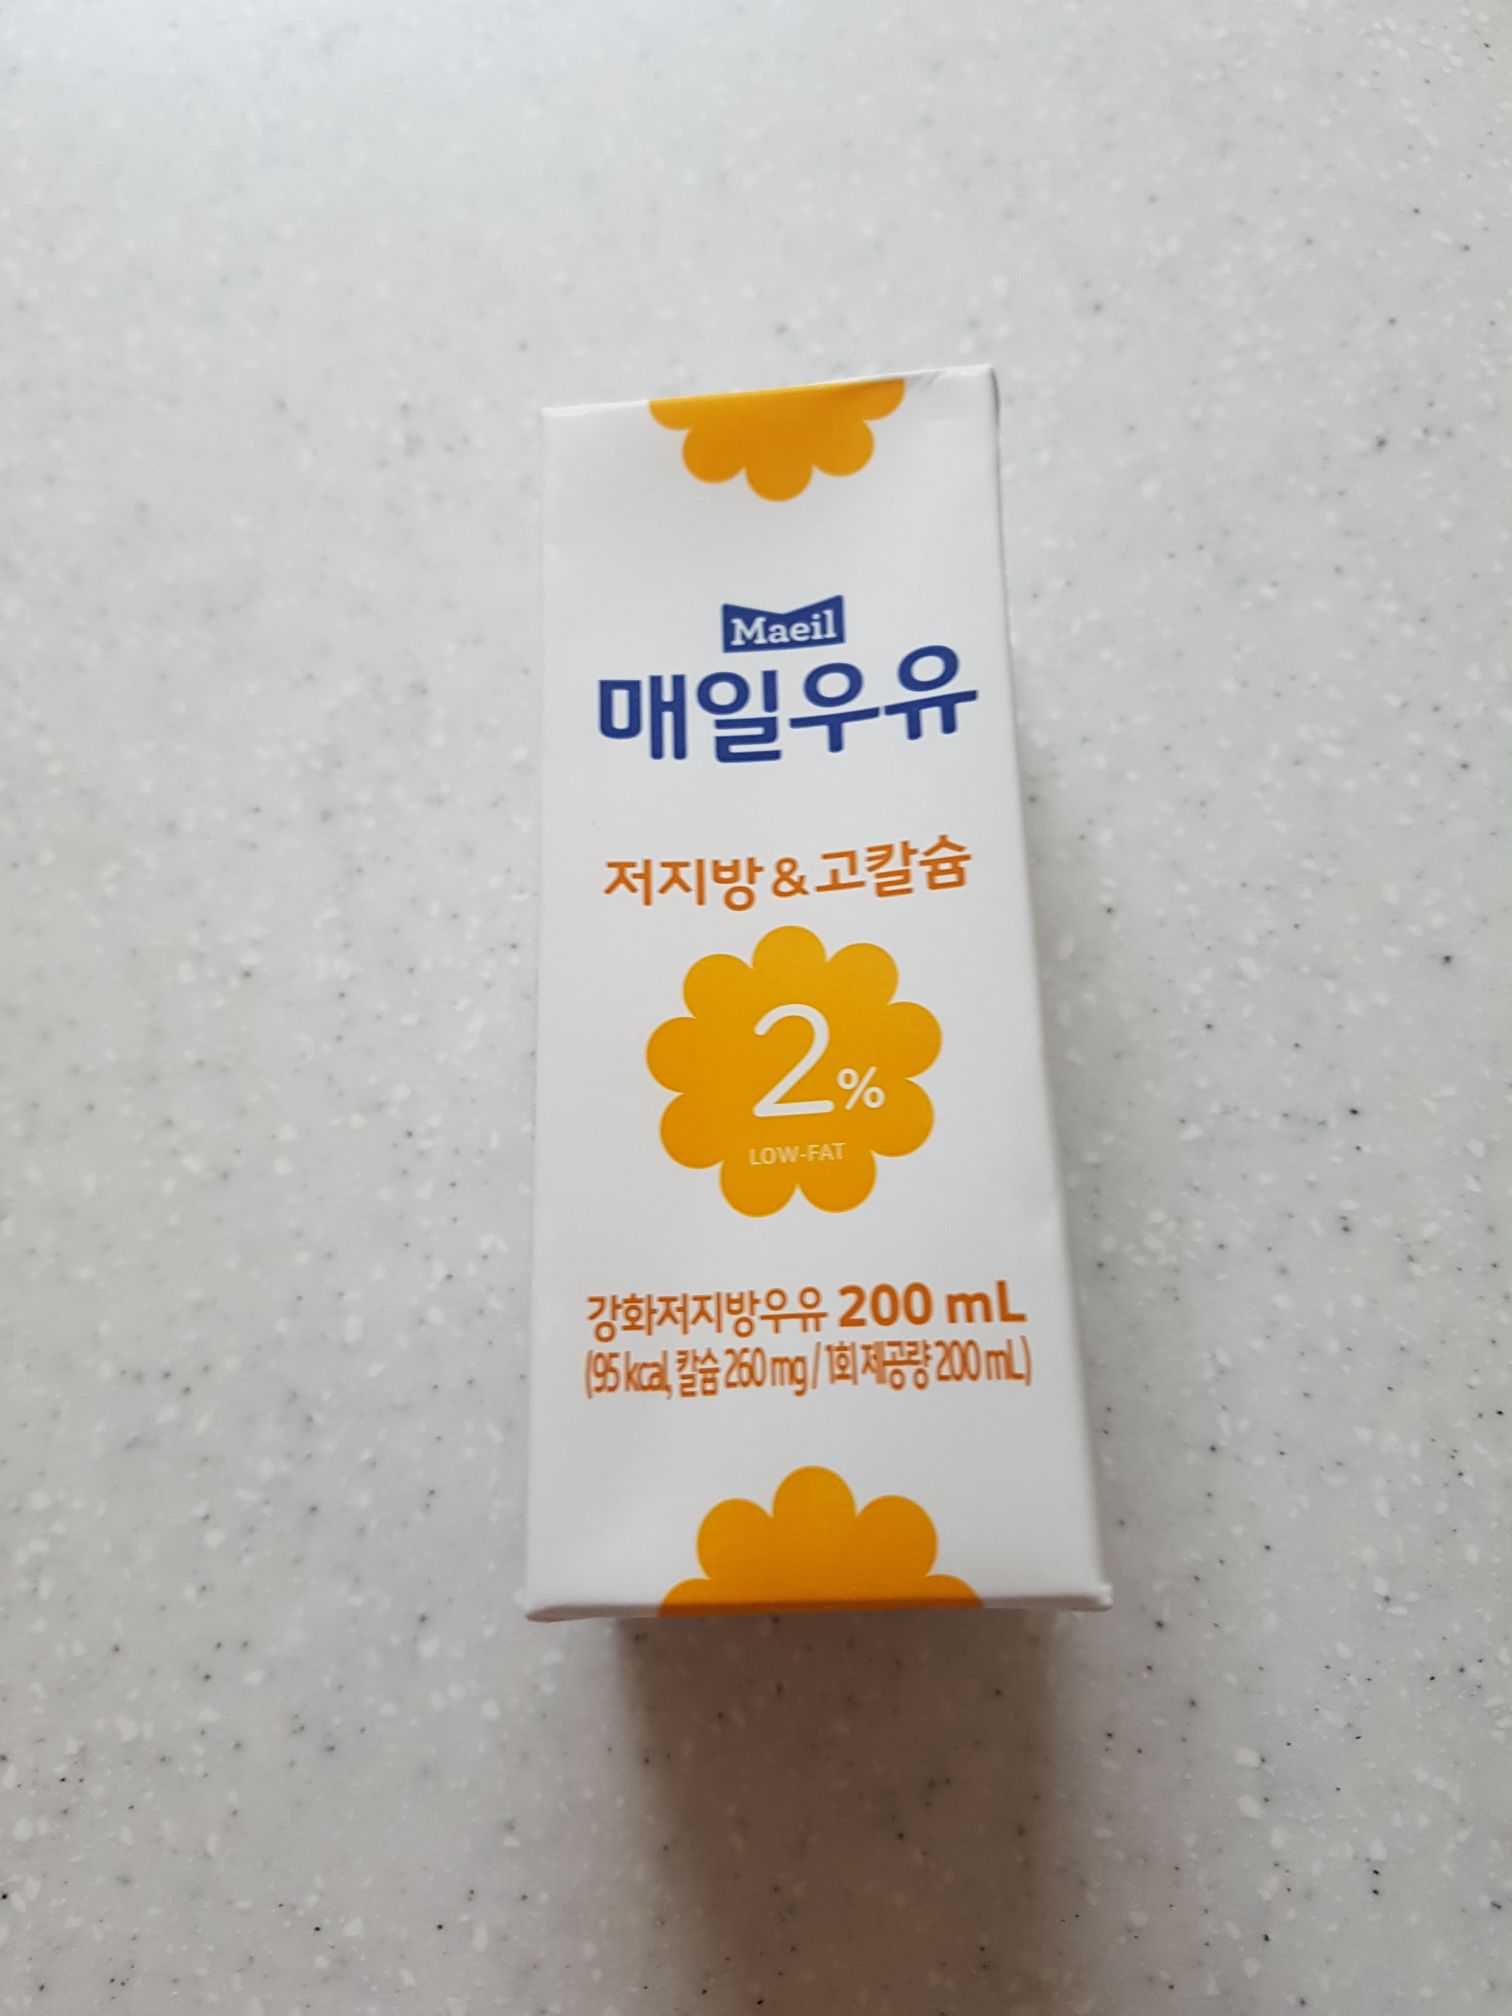 Maeil
매일우유
저지방&고칼슘
2%
LOW-FAT
강화저지방우유 200 mL
(95 kcal, 칼슘 260 mg / 1회 제공량 200 mL)